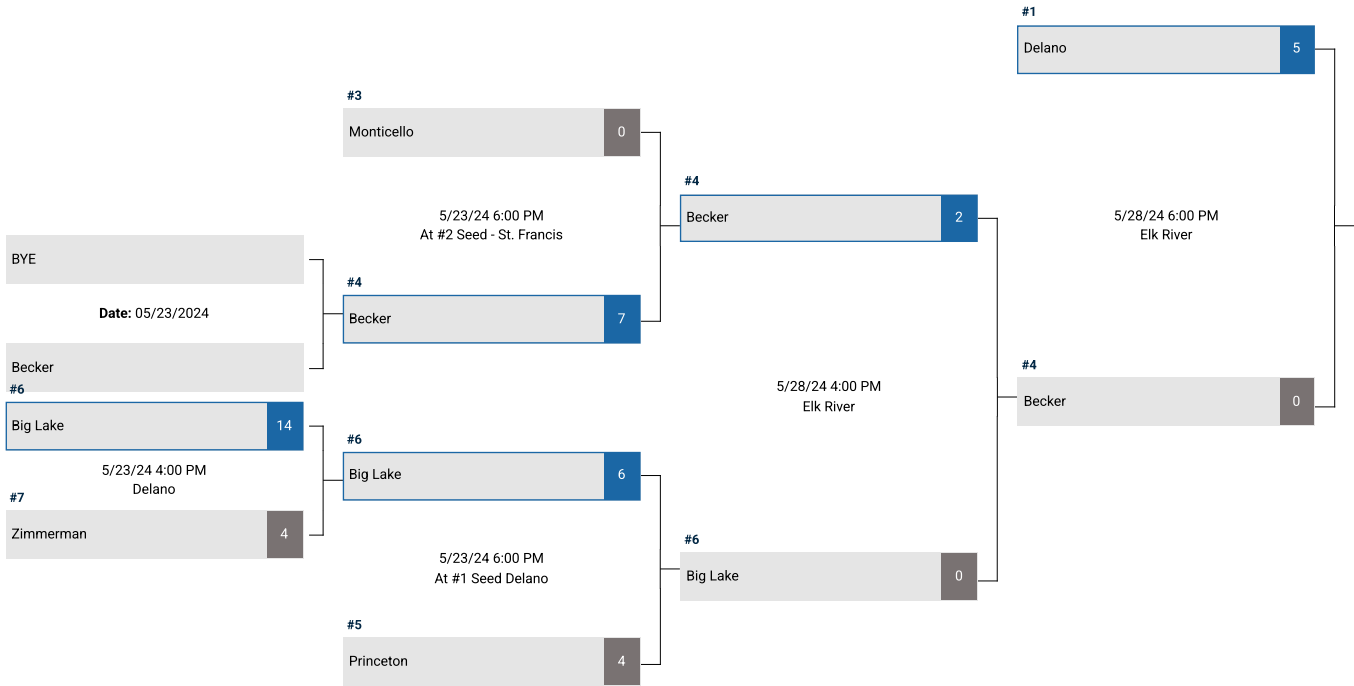 BYE
Date: 05/23/2024
Becker
#6
Big Lake 14
5/23/24 4:00 PM
Delano
#7
Zimmerman 4
#3
Monticello 0
5/23/24 6:00 PM
At #2 Seed - St. Francis
#4
Becker 7
#6
Big Lake 6
5/23/24 6:00 PM
At #1 Seed Delano
#5
Princeton 4
#4
Becker 2
5/28/24 4:00 PM
Elk River
#6
Big Lake 0
#1
Delano 5
5/28/24 6:00 PM
Elk River
#4
Becker 0